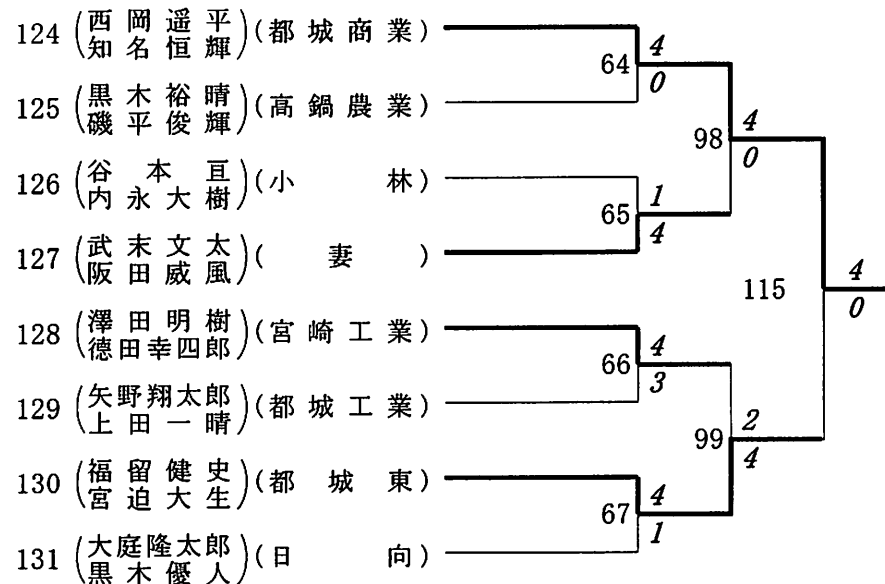 124 (西岡遥平 知名恒輝) (都城商業)
125 (黒木裕晴 磯平俊輝) (高鍋農業)
126 (谷本亘 内永大樹) (小林)
127 (武末文太 阪田威風) (妻)
128 (澤田明樹 德田幸四郎) (宮崎工業)
129 (矢野翔太郎 上田一晴) (都城工業)
130 (福留健史 宮迫大生) (都城東)
131 (大庭隆太郎 黒木優人) (日向)
64 4 0
65 1 4
66 4 3
67 4 1
98 4 0
99 2 4
115 4 0